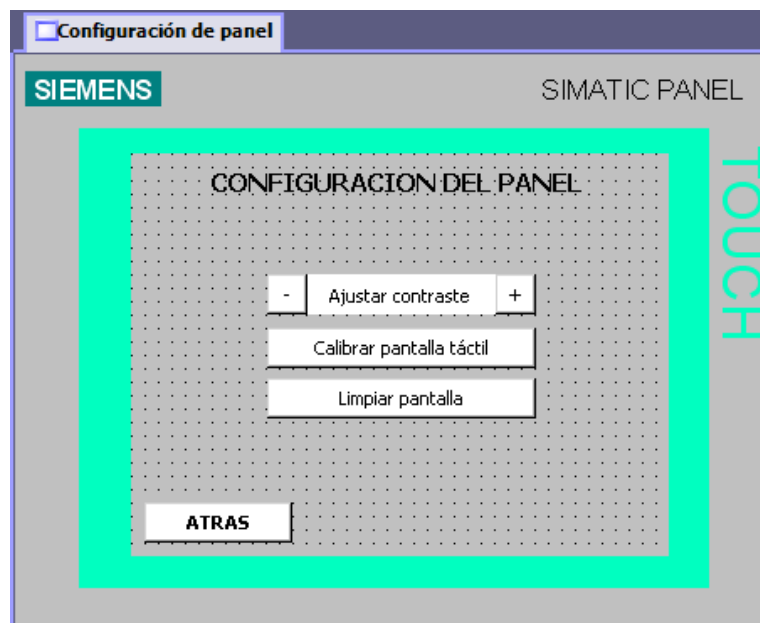 Configuración de panel
SIEMENS
SIMATIC PANEL
TOUCH
CONFIGURACION DEL PANEL
- Ajustar contraste +
Calibrar pantalla táctil
Limpiar pantalla
ATRAS